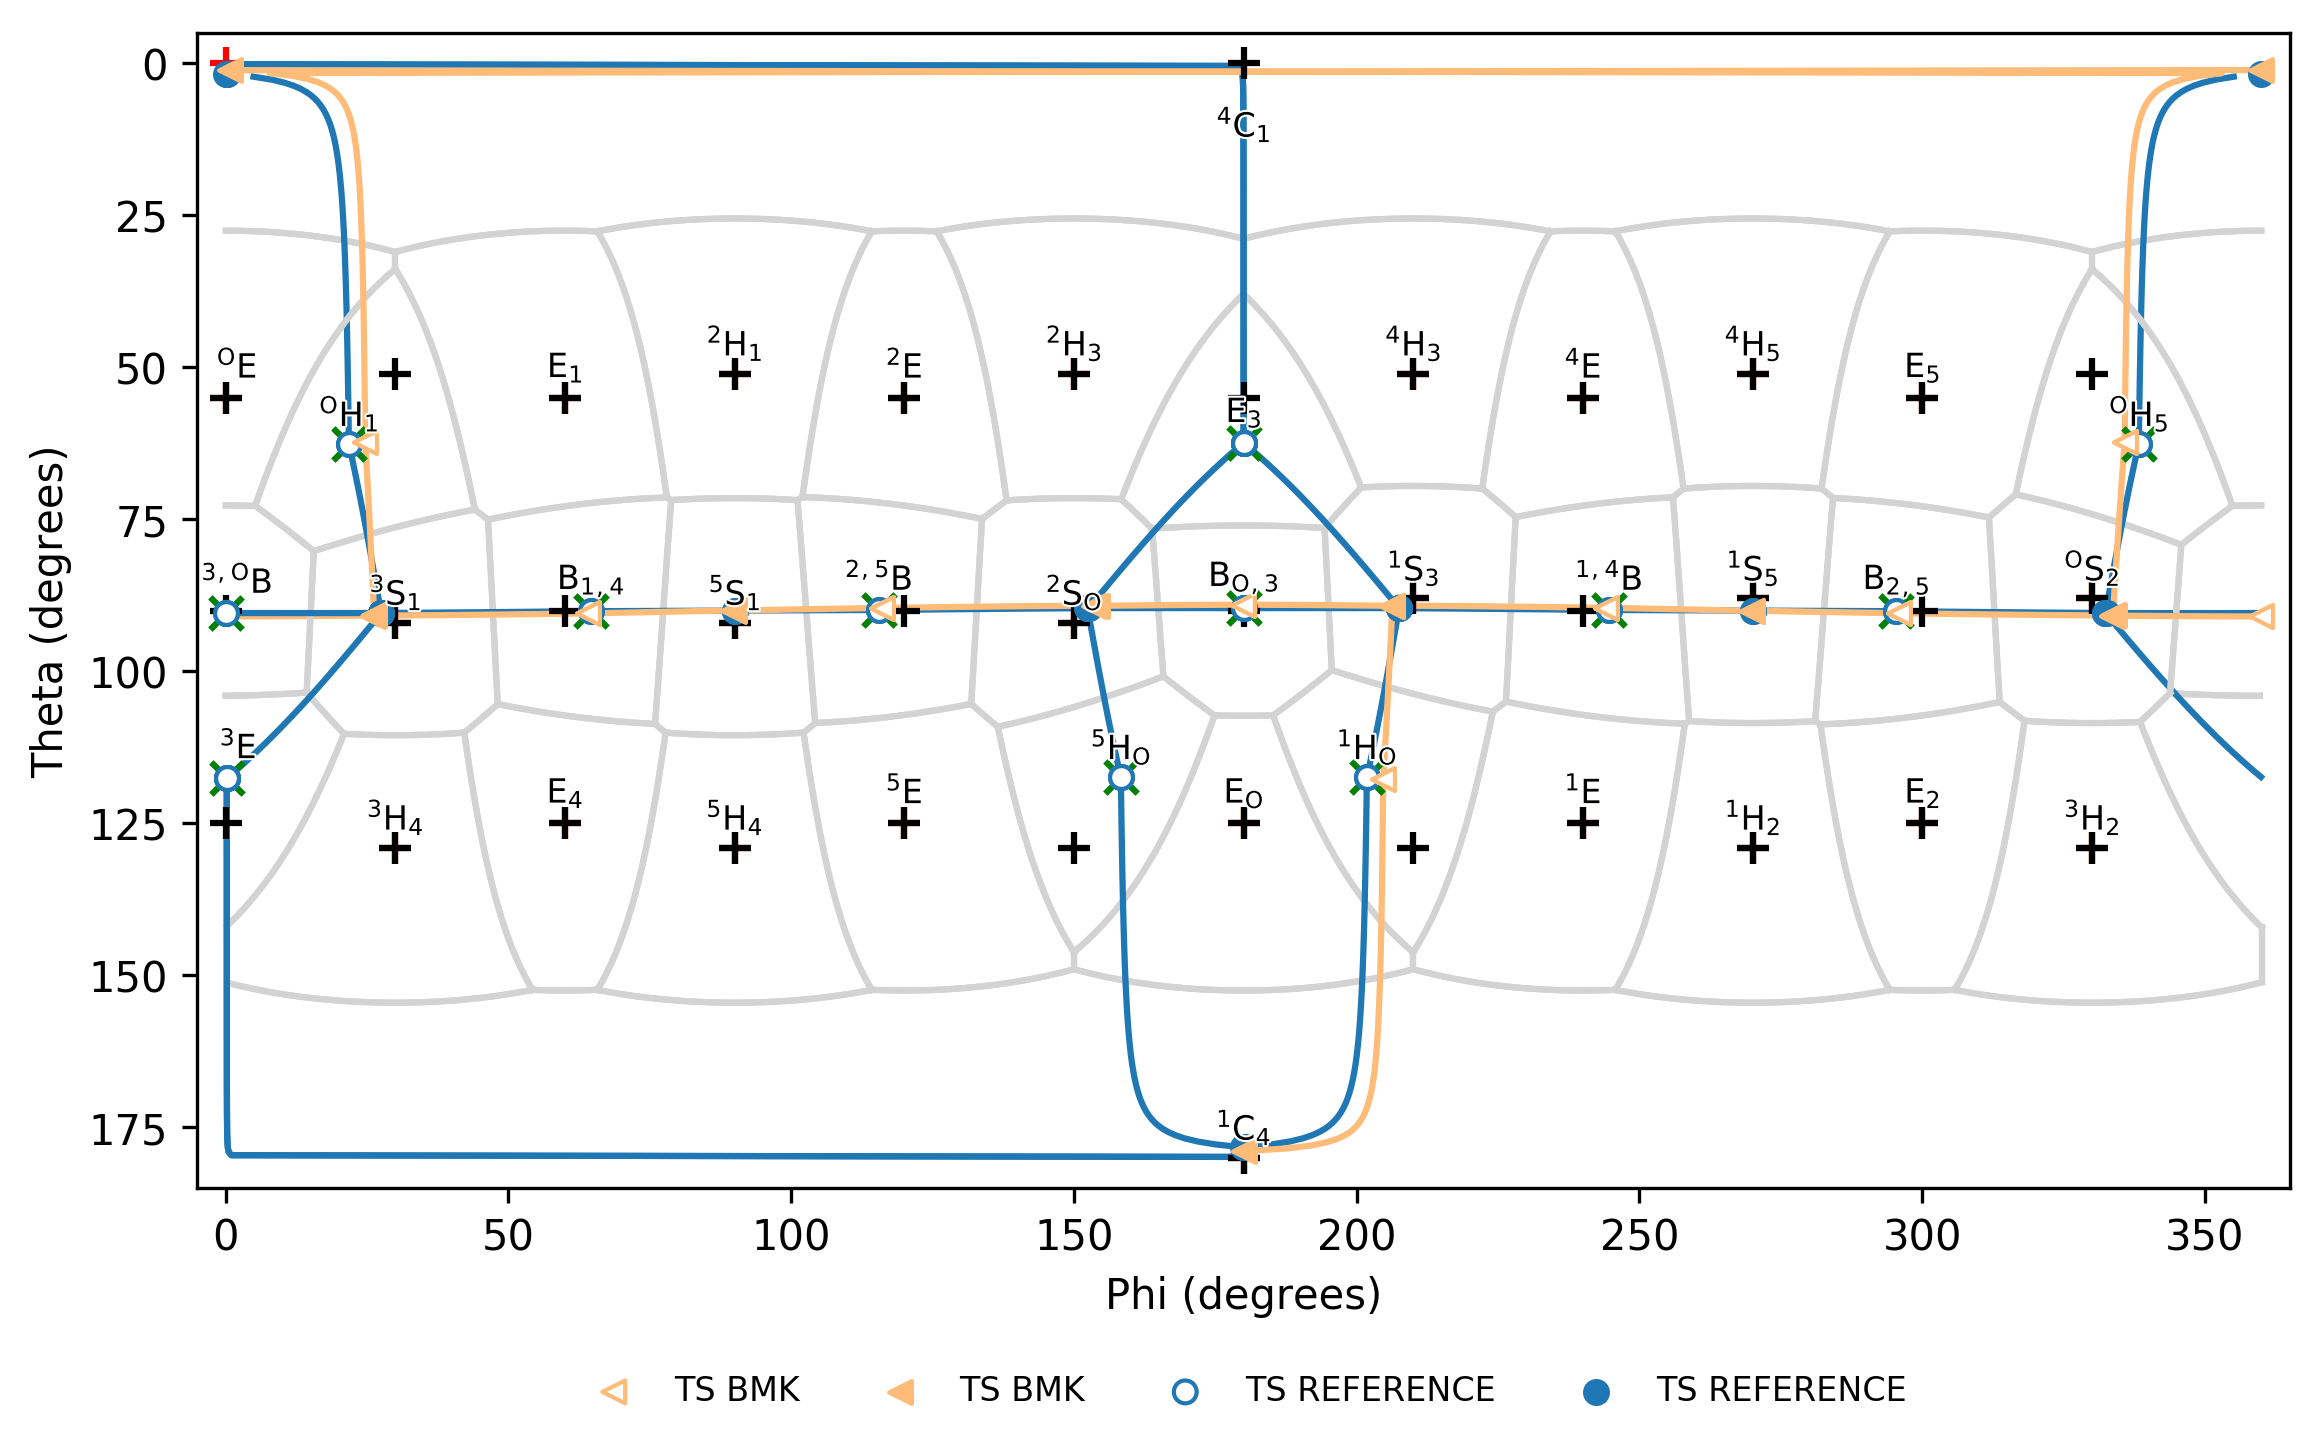 0
25
50
75
100
125
150
175
Theta (degrees)
⁴C₁
²H₁ ²H₃ ⁴H₃ ⁴H₅
ᴼE E₁ ²E ⁴E E₅
ᴼH₁ E₃ ᴼH₅
³,ᴼB ³S₁ B₁,₄ ⁵S₁ ²,⁵B ²Sₒ Bₒ,₃ ¹S₃ ¹,⁴B ¹S₅ B₂,₅ ᴼS₂
³E ⁵Hₒ ¹Hₒ
³H₄ E₄ ⁵H₄ ⁵E Eₒ ¹E ¹H₂ E₂ ³H₂
¹C₄
0 50 100 150 200 250 300 350
Phi (degrees)
TS BMK TS BMK TS REFERENCE TS REFERENCE